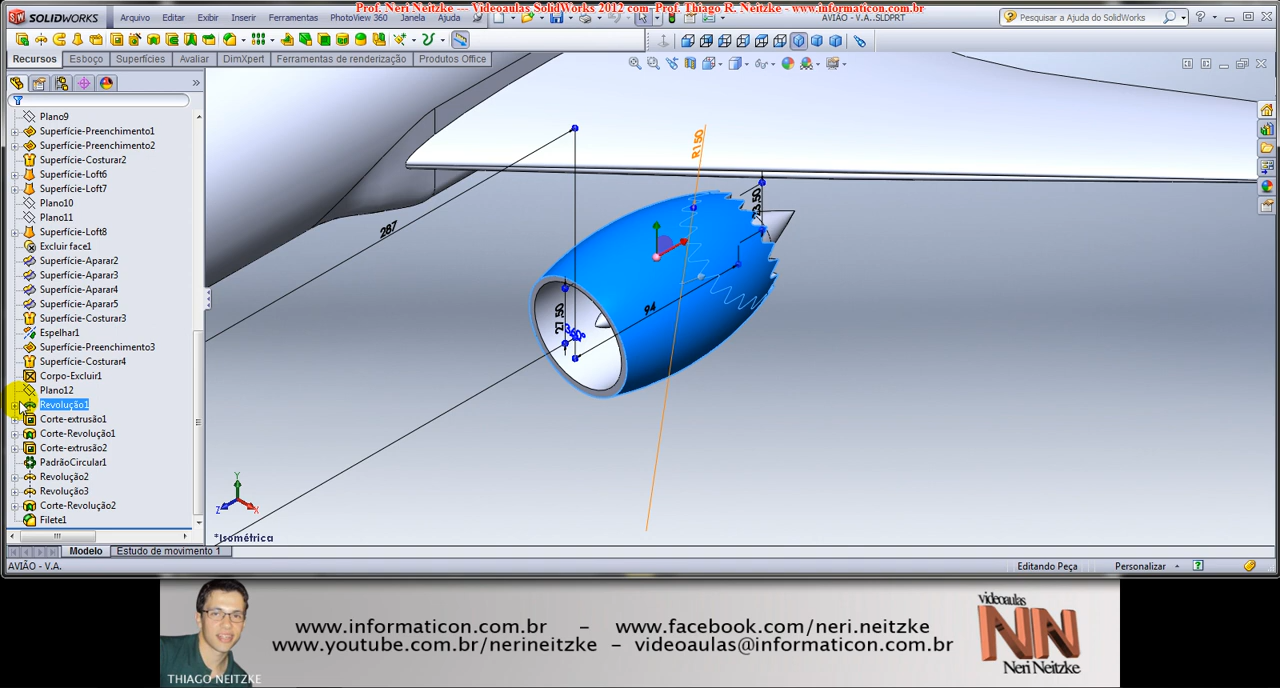 Prof. Neri Neitzke --- Videoaulas SolidWorks 2012 com Prof. Thiago R. Neitzke - www.informaticon.com.br
SOLIDWORKS
Arquivo Editar Exibir Inserir Ferramentas PhotoView 360 Janela Ajuda
AVIÃO - V.A..SLDPRT
Pesquisar a Ajuda do SolidWorks
Recursos Esboço Superfícies Avaliar DimXpert Ferramentas de renderização Produtos Office
Plano9
Superfície-Preenchimento1
Superfície-Preenchimento2
Superfície-Costurar2
Superfície-Loft6
Superfície-Loft7
Plano10
Plano11
Superfície-Loft8
Excluir face1
Superfície-Aparar2
Superfície-Aparar3
Superfície-Aparar4
Superfície-Aparar5
Superfície-Costurar3
Espelhar1
Superfície-Preenchimento3
Superfície-Costurar4
Corpo-Excluir1
Plano12
Revolução1
Corte-extrusão1
Corte-Revolução1
Corte-extrusão2
PadrãoCircular1
Revolução2
Revolução3
Corte-Revolução2
Filete1
R150
23,50
287
94
27,50
Y
Z
X
*Isométrica
Modelo Estudo de movimento 1
AVIÃO - V.A. Editando Peça Personalizar
www.informaticon.com.br - www.facebook.com/neri.neitzke
www.youtube.com.br/nerineitzke - videoaulas@informaticon.com.br
THIAGO NEITZKE
videoaulas
NN
Neri Neitzke